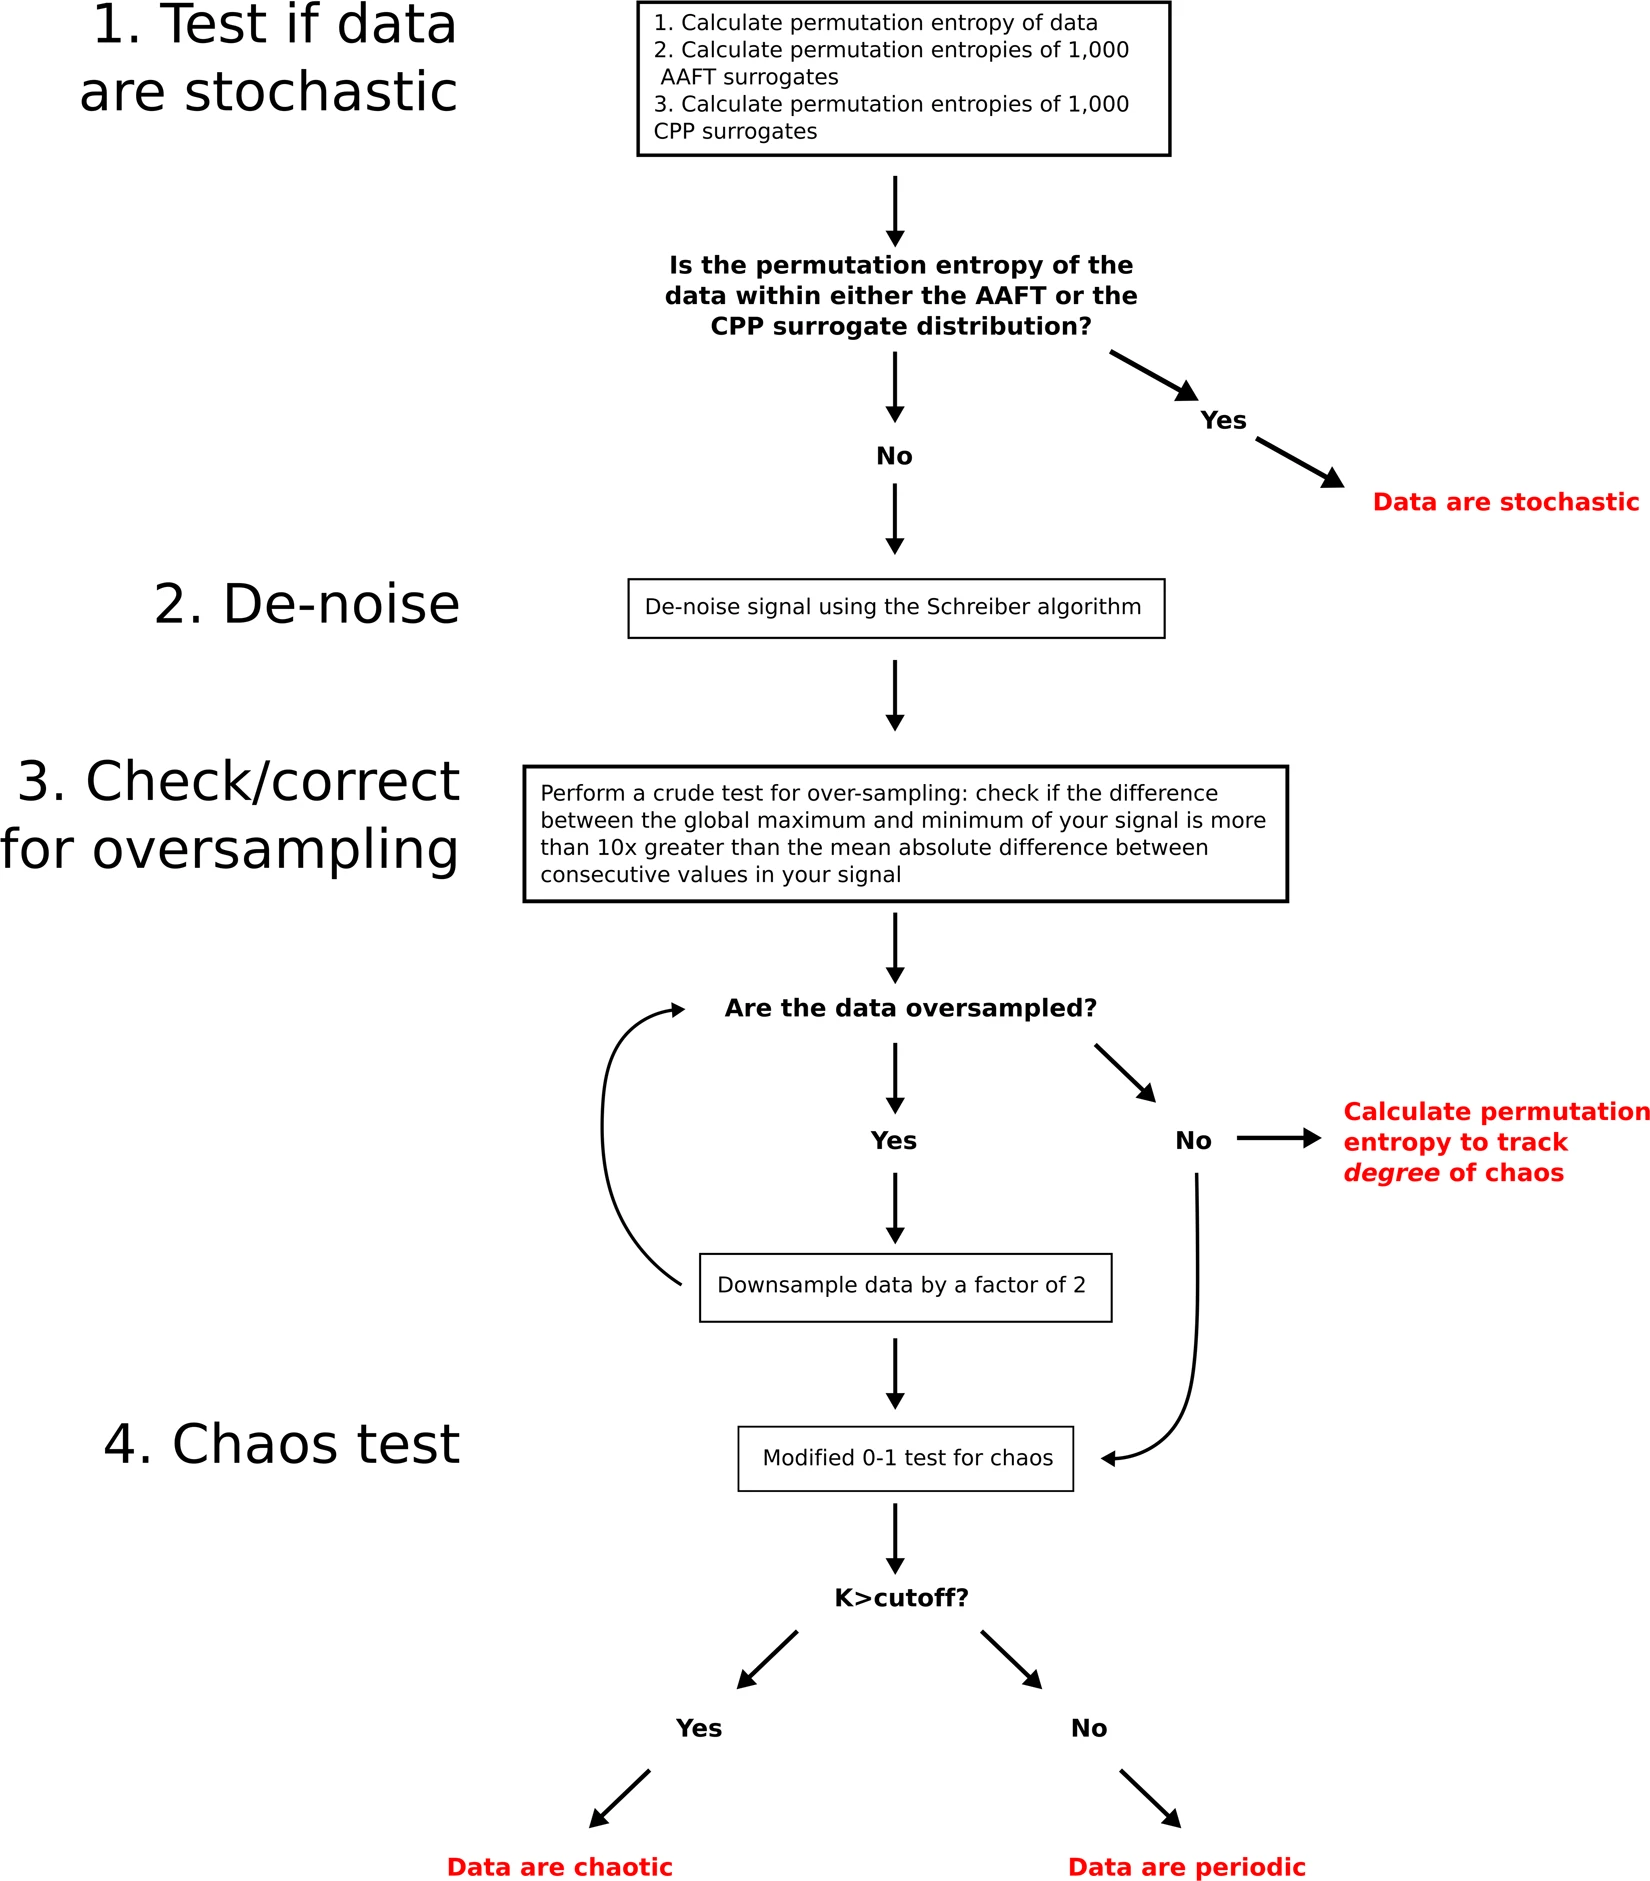 1. Test if data
are stochastic
1. Calculate permutation entropy of data
2. Calculate permutation entropies of 1,000
AAFT surrogates
3. Calculate permutation entropies of 1,000
CPP surrogates
Is the permutation entropy of the
data within either the AAFT or the
CPP surrogate distribution?
Yes
No
Data are stochastic
2. De-noise
De-noise signal using the Schreiber algorithm
3. Check/correct
for oversampling
Perform a crude test for over-sampling: check if the difference
between the global maximum and minimum of your signal is more
than 10x greater than the mean absolute difference between
consecutive values in your signal
Are the data oversampled?
Yes
No
Calculate permutation
entropy to track
degree of chaos
Downsample data by a factor of 2
4. Chaos test
Modified 0-1 test for chaos
K>cutoff?
Yes
No
Data are chaotic
Data are periodic